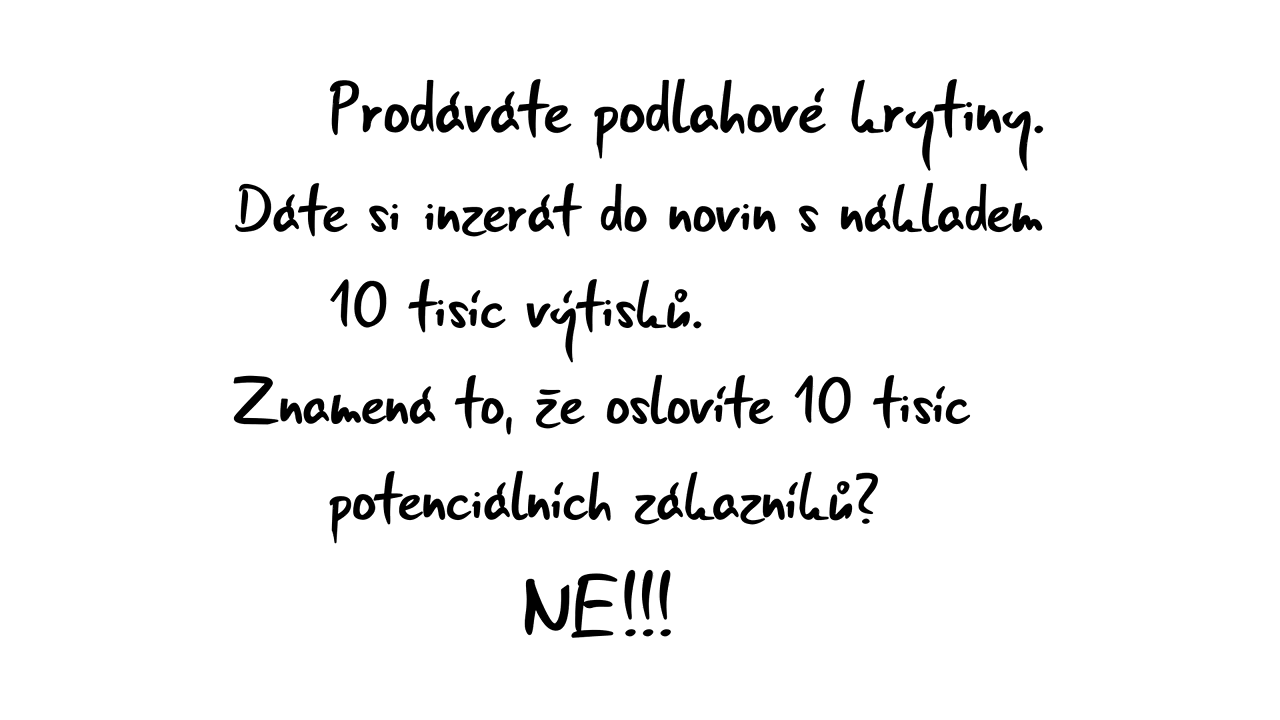 Prodáváte podlahové krytiny.
Dáte si inzerát do novin s nákladem
10 tisíc výtisků.
Znamená to, že oslovíte 10 tisíc
potenciálních zákazníků?
NE!!!